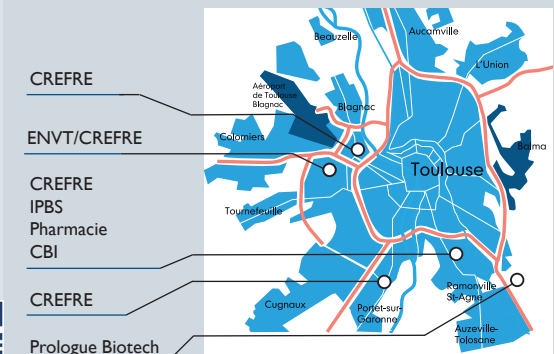 CREFRE
ENVT/CREFRE
CREFRE
IPBS
Pharmacie
CBI
CREFRE
Prologue Biotech
Beauzelle
Aucamville
L'Union
Aéroport
de Toulouse
Blagnac
Blagnac
Colomiers
Balma
Toulouse
Tournefeuille
Ramonville
St-Agne
Cugnaux
Portet-sur-
Garonne
Auzeville-
Tolosane